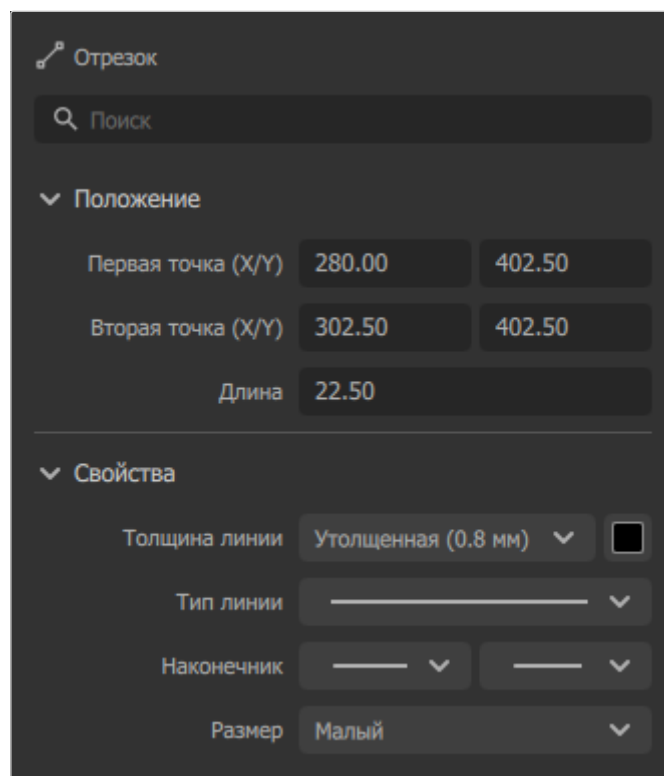 Отрезок
Поиск
Положение
Первая точка (X/Y) 280.00 402.50
Вторая точка (X/Y) 302.50 402.50
Длина 22.50
Свойства
Толщина линии Утолщенная (0.8 мм)
Тип линии
Наконечник
Размер Малый